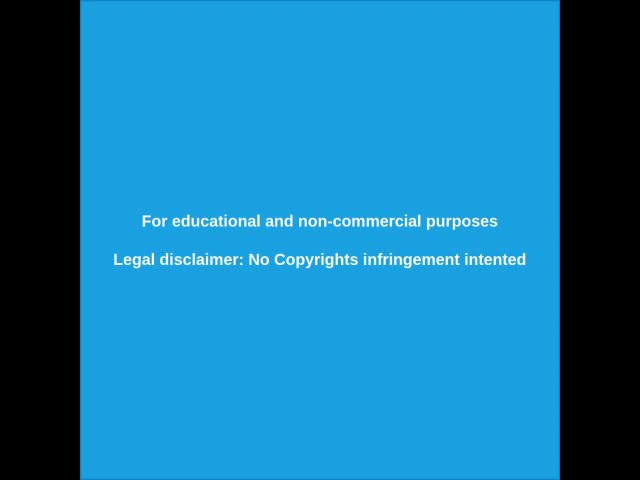 For educational and non-commercial purposes
Legal disclaimer: No Copyrights infringement intented